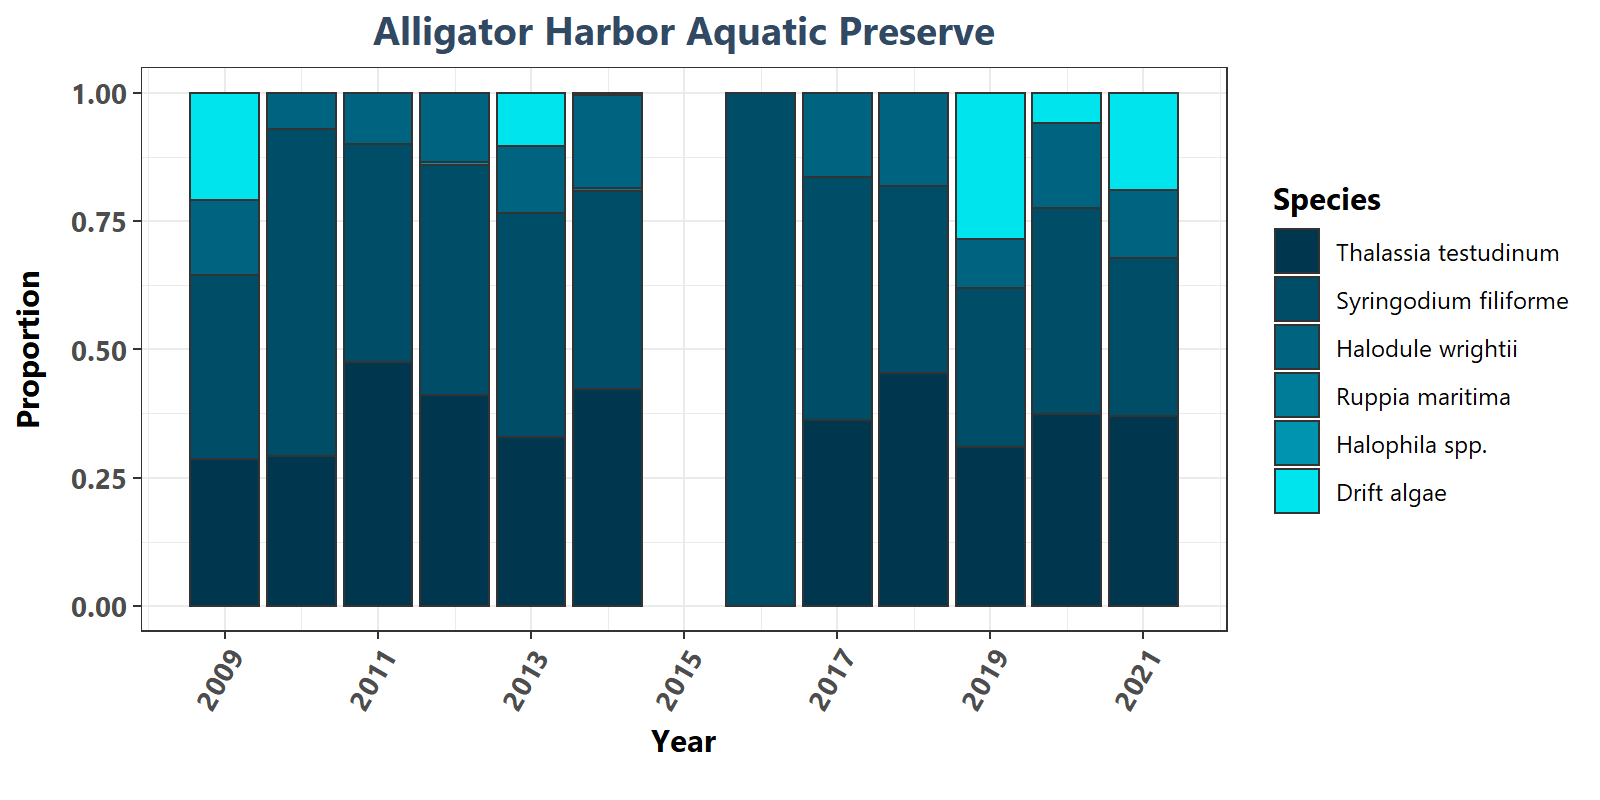 Alligator Harbor Aquatic Preserve
Proportion
1.00
0.75
0.50
0.25
0.00
2009
2011
2013
2015
2017
2019
2021
Year
Species
Thalassia testudinum
Syringodium filiforme
Halodule wrightii
Ruppia maritima
Halophila spp.
Drift algae